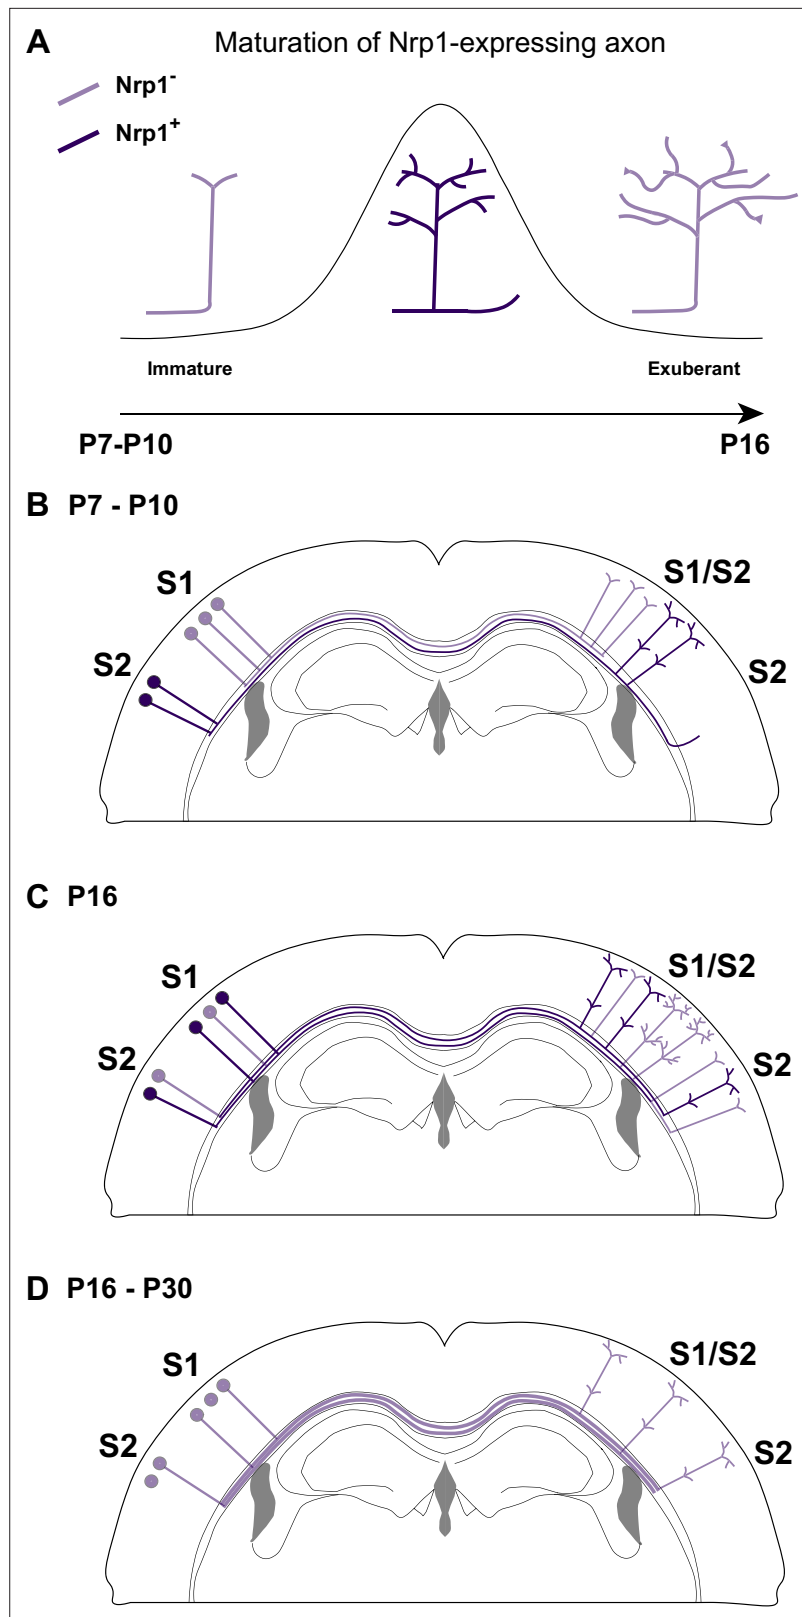 A
Maturation of Nrp1-expressing axon
Nrp1⁻
Nrp1⁺
Immature
Exuberant
P7-P10
P16
B P7 - P10
S1
S1/S2
S2
S2
C P16
S1
S1/S2
S2
S2
D P16 - P30
S1
S1/S2
S2
S2